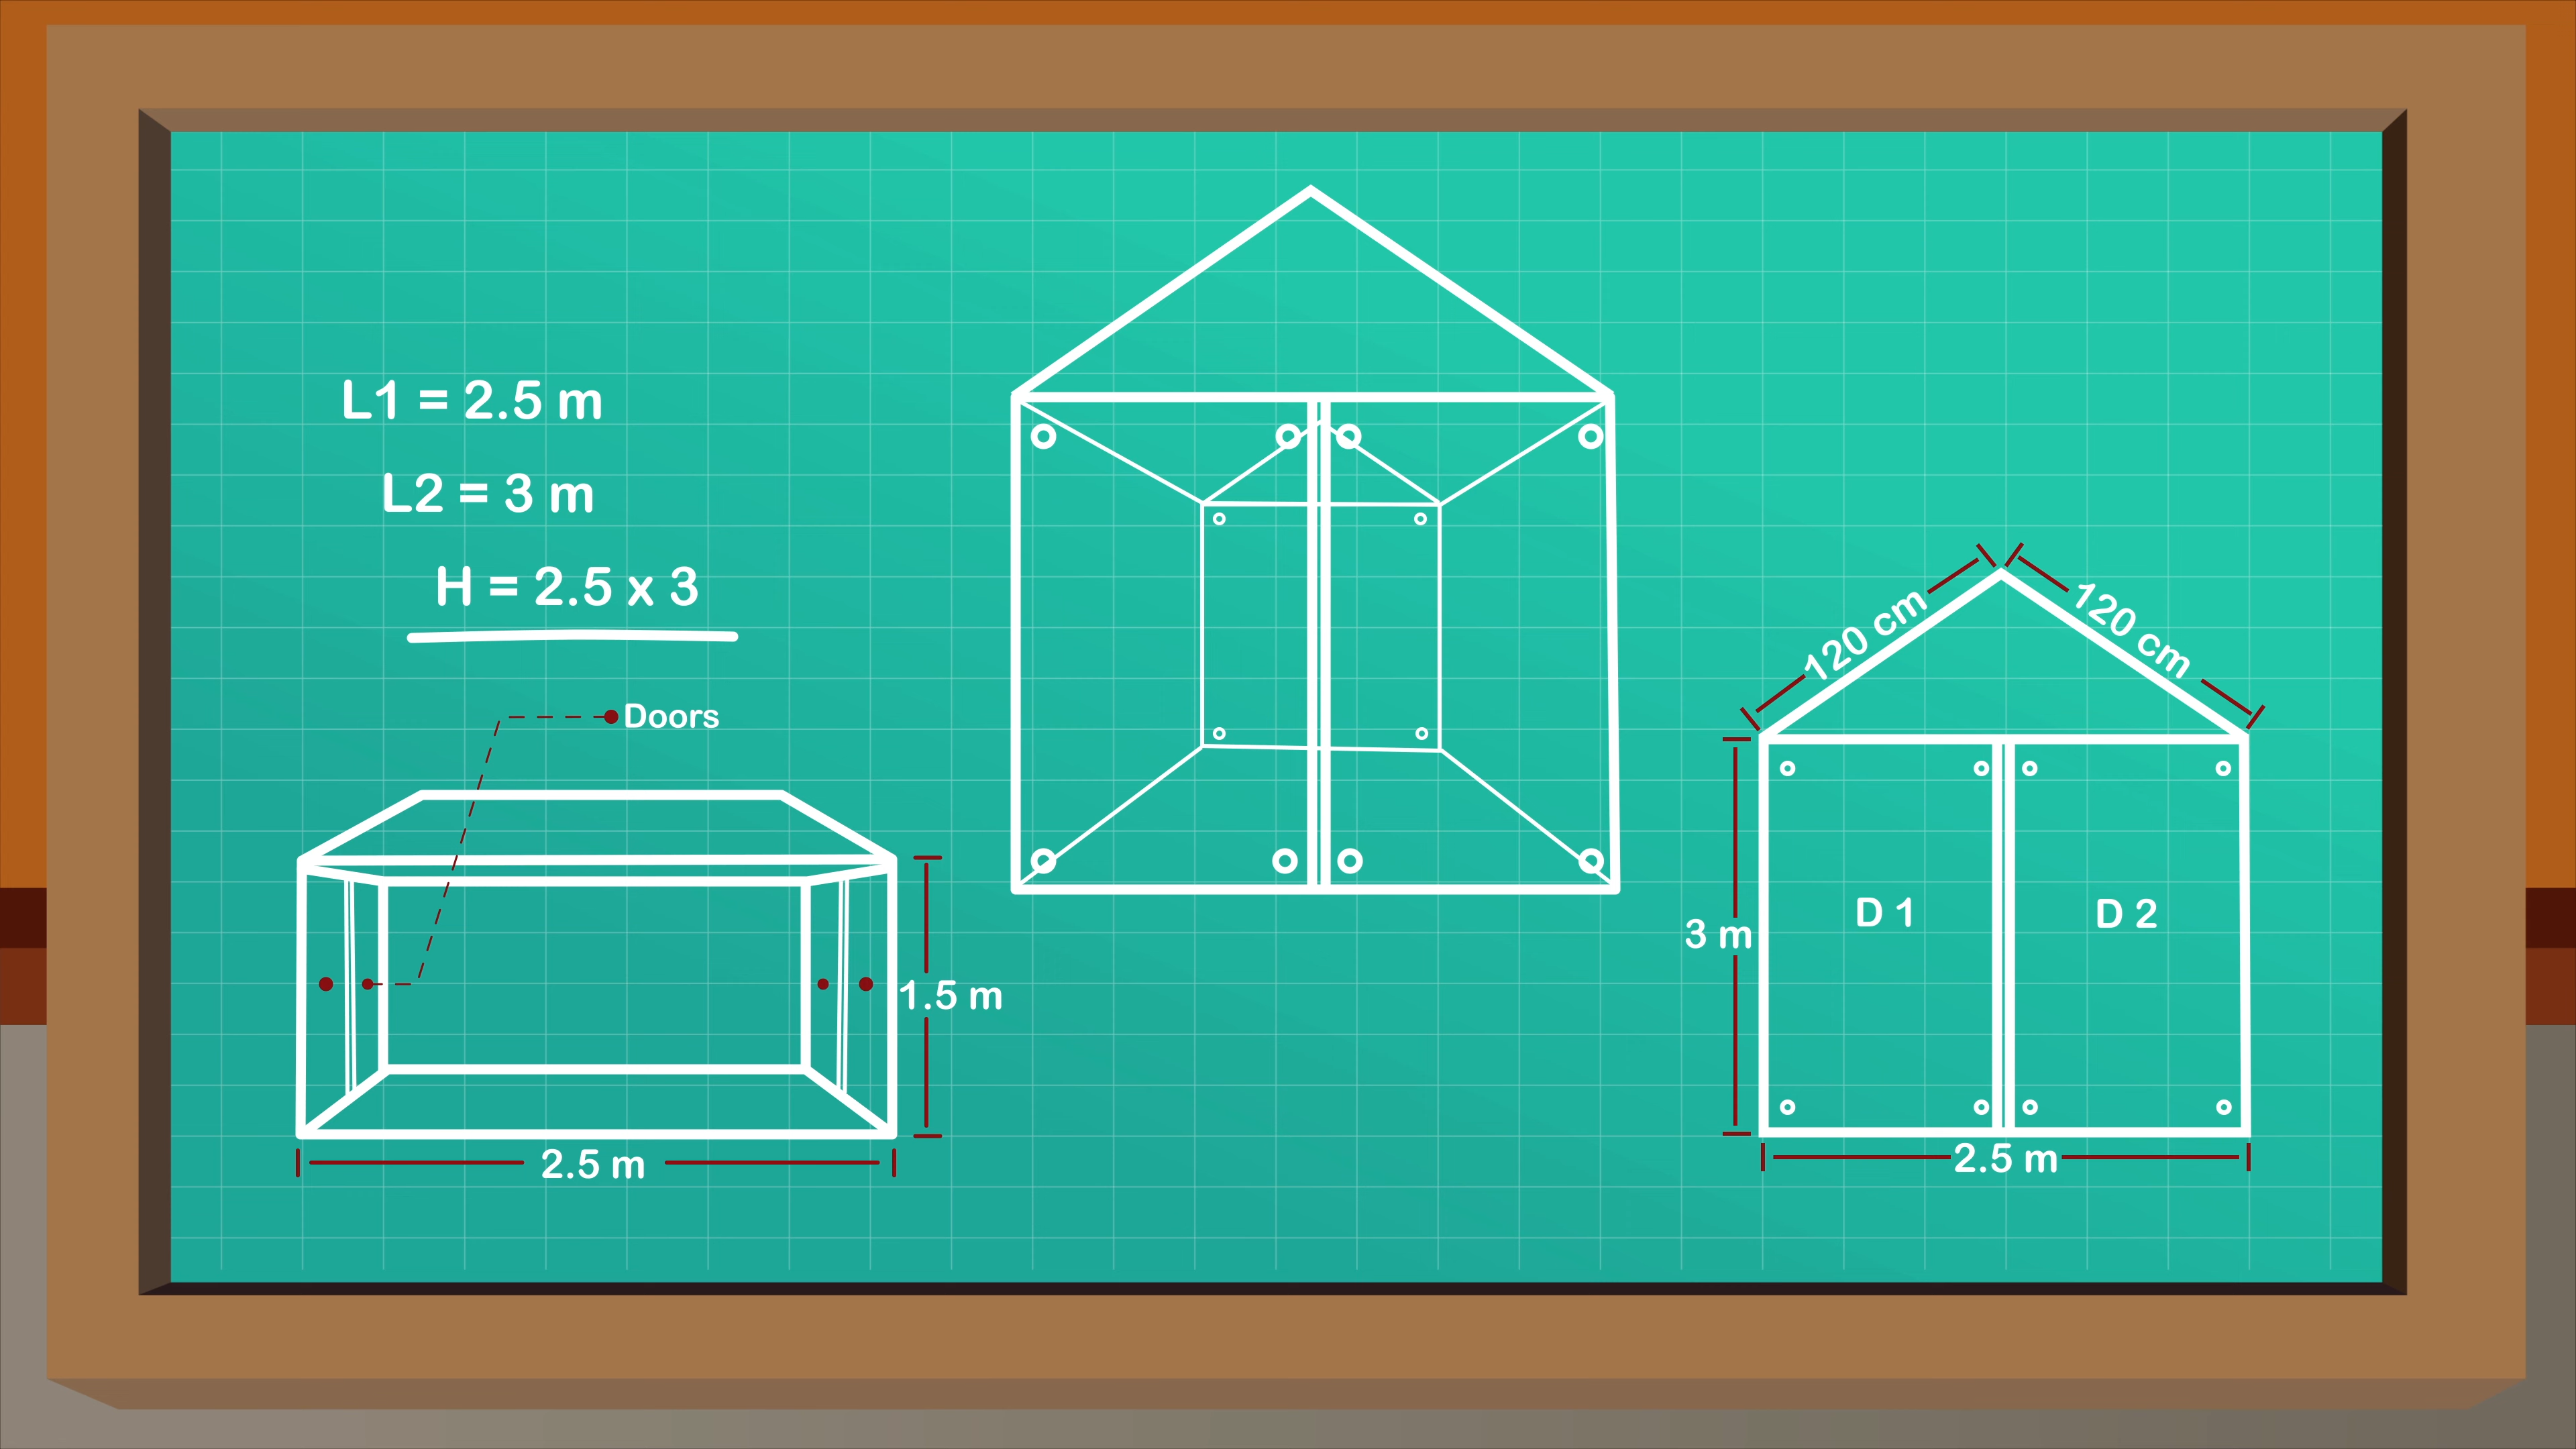 L1 = 2.5 m
L2 = 3 m
H = 2.5 x 3
Doors
1.5 m
2.5 m
120 cm
120 cm
3 m
D 1
D 2
2.5 m